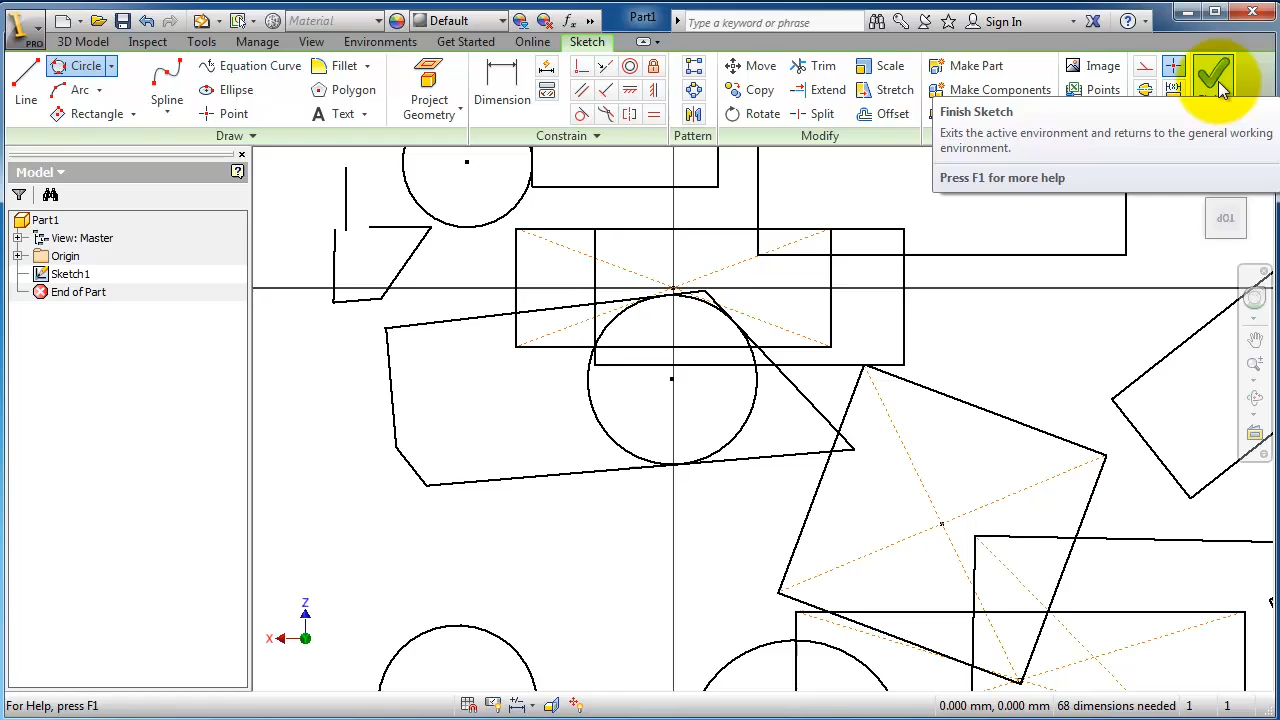 Material
Default
Part1
Type a keyword or phrase
Sign In
PRO
3D Model Inspect Tools Manage View Environments Get Started Online Sketch
Line
Circle
Arc
Rectangle
Spline
Equation Curve
Ellipse
Point
Fillet
Polygon
Text
Project
Geometry
Dimension
Move
Copy
Rotate
Trim
Extend
Split
Scale
Stretch
Offset
Make Part
Make Components
Image
Points
Draw
Constrain
Pattern
Modify
Finish Sketch
Exits the active environment and returns to the general working
environment.
Press F1 for more help
Model
Part1
View: Master
Origin
Sketch1
End of Part
TOP
Z
X
For Help, press F1
0.000 mm, 0.000 mm 68 dimensions needed 1 1